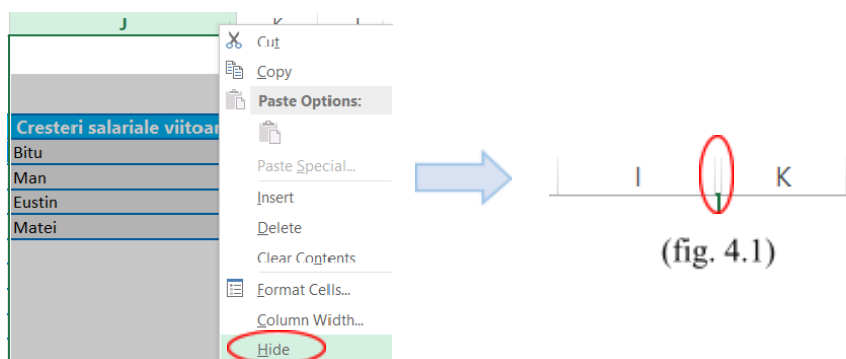 J
Cut
Copy
Paste Options:
Cresteri salariale viitoar
Bitu
Man
Eustin
Matei
Paste Special...
Insert
Delete
Clear Contents
Format Cells...
Column Width...
Hide
I K
(fig. 4.1)